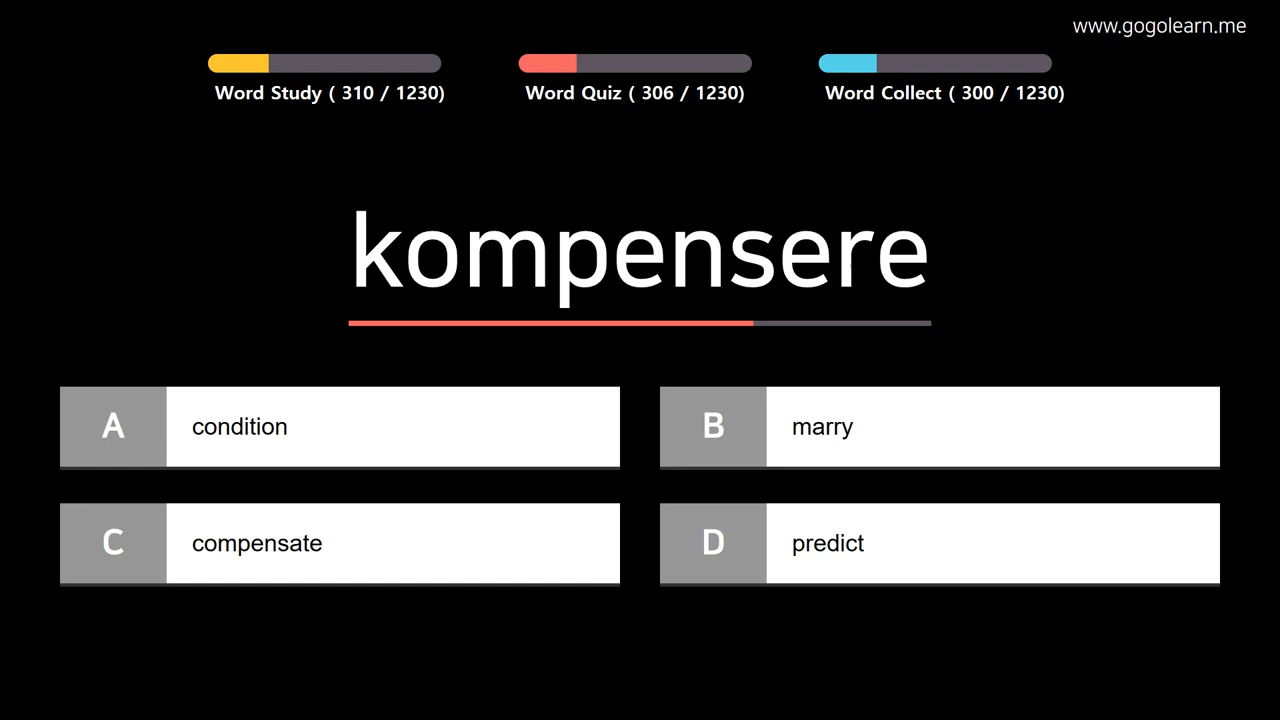 www.gogolearn.me
Word Study ( 310 / 1230)
Word Quiz ( 306 / 1230)
Word Collect ( 300 / 1230)
kompensere
A condition
B marry
C compensate
D predict